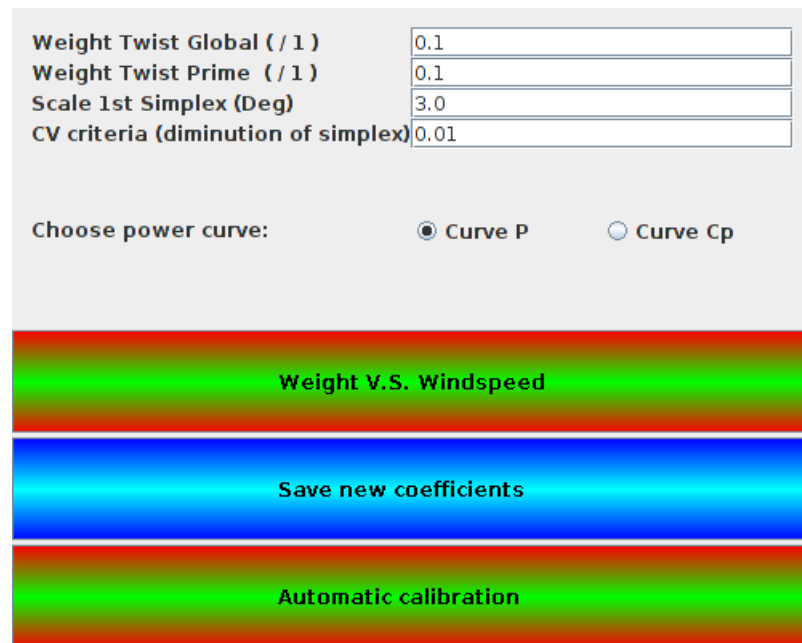 Weight Twist Global ( / 1 ) 0.1
Weight Twist Prime ( / 1 ) 0.1
Scale 1st Simplex (Deg) 3.0
CV criteria (diminution of simplex) 0.01
Choose power curve: Curve P Curve Cp
Weight V.S. Windspeed
Save new coefficients
Automatic calibration